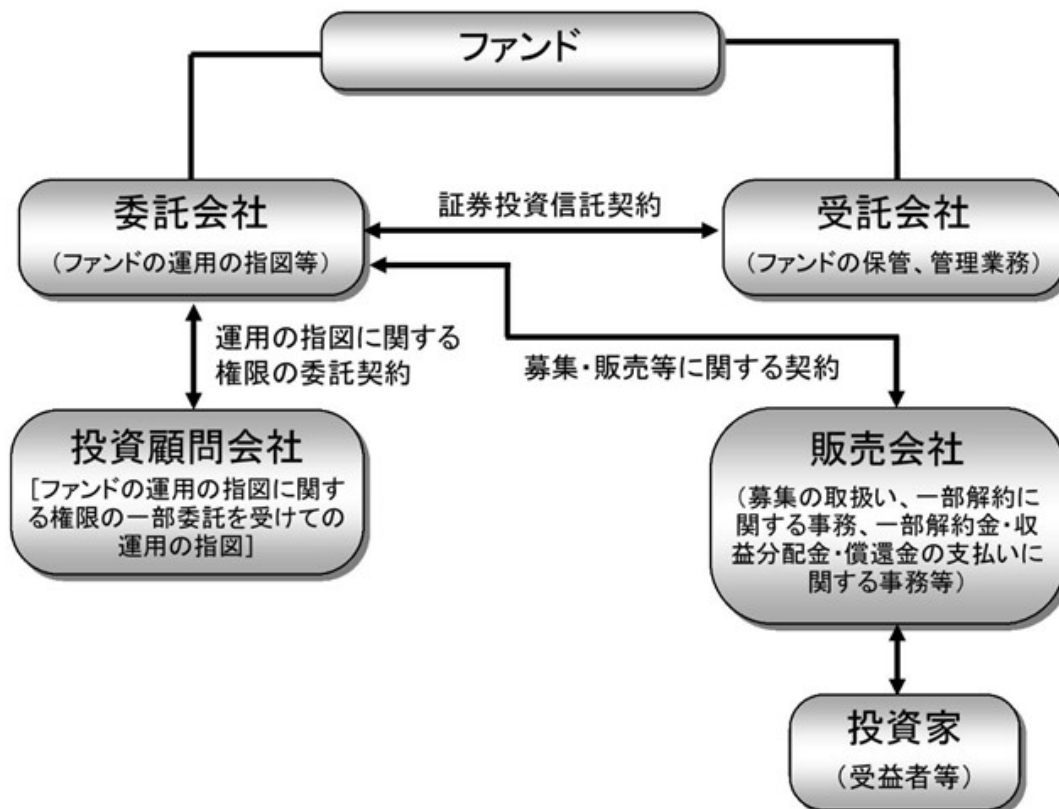 ファンド
委託会社
(ファンドの運用の指図等)
証券投資信託契約
受託会社
(ファンドの保管、管理業務)
運用の指図に関する
権限の委託契約
募集・販売等に関する契約
投資顧問会社
[ファンドの運用の指図に関す
る権限の一部委託を受けての
運用の指図]
販売会社
(募集の取扱い、一部解約に
関する事務、一部解約金・収
益分配金・償還金の支払いに
関する事務等)
投資家
(受益者等)